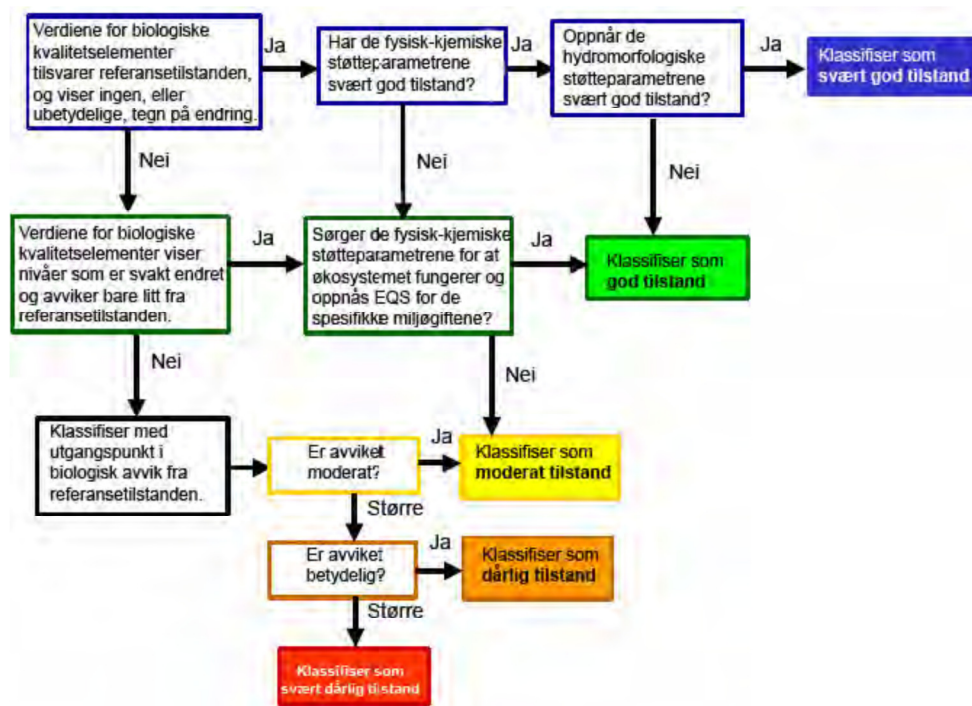 Verdiene for biologiske
kvalitetselementer
tilsvarer referansetilstanden,
og viser ingen, eller
ubetydelige, tegn på endring.
Ja
Har de fysisk-kjemiske
støtteparametrene
svært god tilstand?
Ja
Oppnår de
hydromorfologiske
støtteparametrene
svært god tilstand?
Ja
Klassifiser som
svært god tilstand
Nei
Nei
Nei
Verdiene for biologiske
kvalitetselementer viser
nivåer som er svakt endret
og avviker bare litt fra
referansetilstanden.
Ja
Sørger de fysisk-kjemiske
støtteparametrene for at
økosystemet fungerer og
oppnås EQS for de
spesifikke miljøgiftene?
Ja
Klassifiser som
god tilstand
Nei
Nei
Klassifiser med
utgangspunkt i
biologisk avvik fra
referansetilstanden.
Er avviket
moderat?
Ja
Klassifiser som
moderat tilstand
Større
Er avviket
betydelig?
Ja
Klassifiser som
dårlig tilstand
Større
Klassifiser som
svært dårlig tilstand